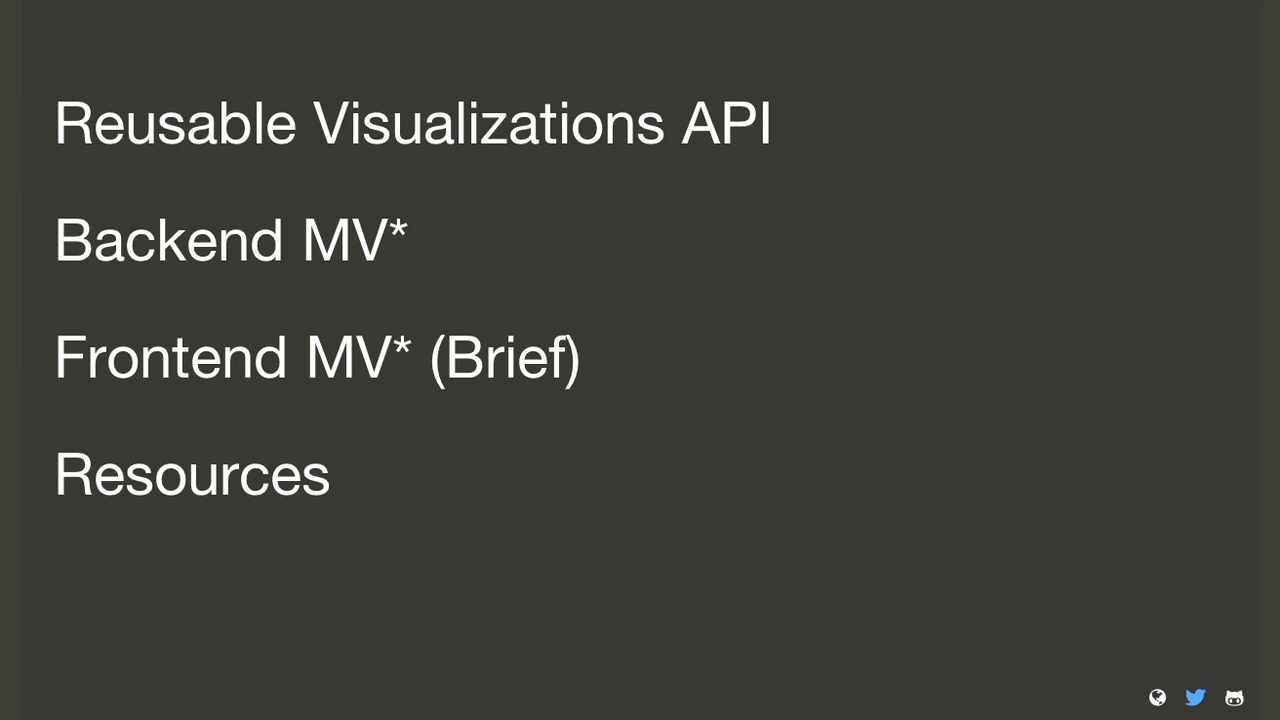 Reusable Visualizations API
Backend MV*
Frontend MV* (Brief)
Resources